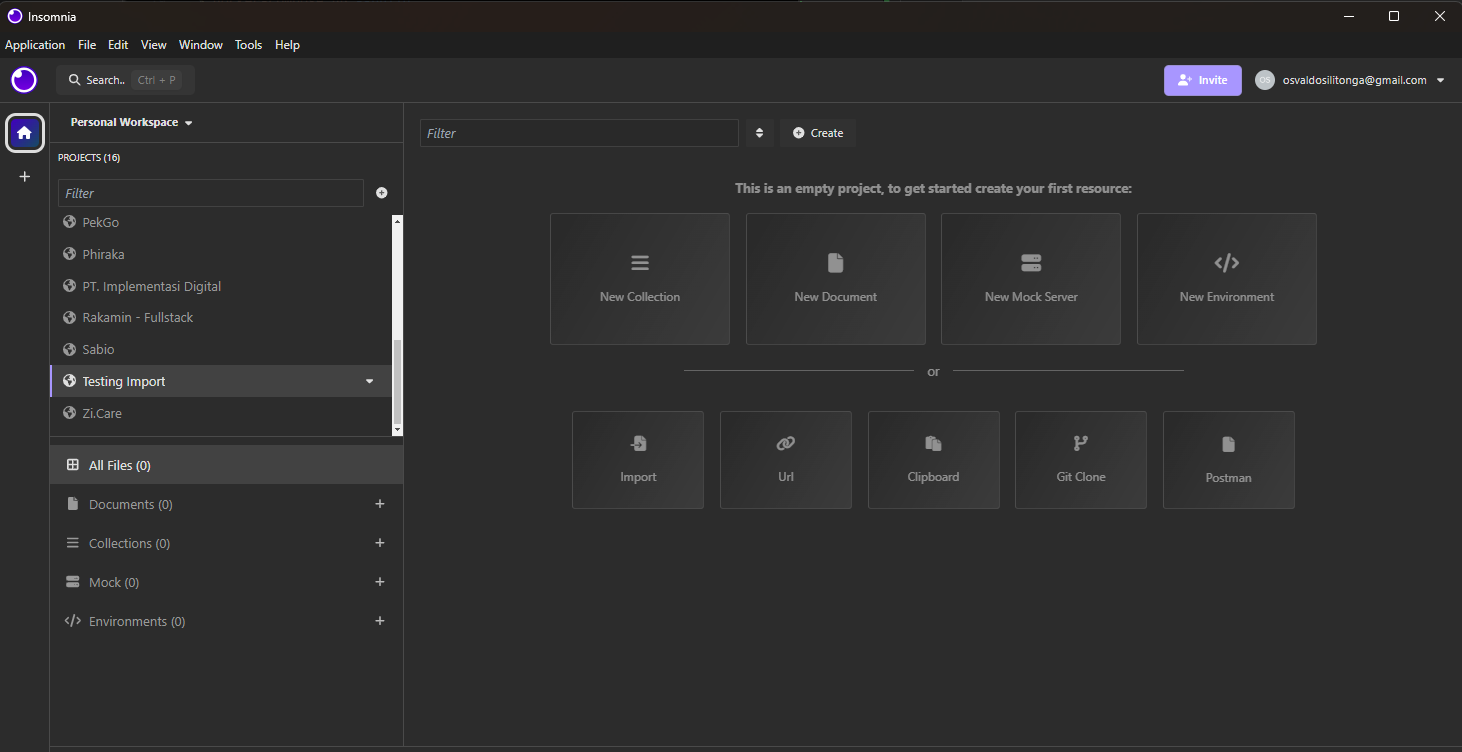 Insomnia
Application File Edit View Window Tools Help
Search.. Ctrl + P
Invite
OS
osvaldosilitonga@gmail.com
Personal Workspace
PROJECTS (16)
Filter
PekGo
Phiraka
PT. Implementasi Digital
Rakamin - Fullstack
Sabio
Testing Import
Zi.Care
All Files (0)
Documents (0)
Collections (0)
Mock (0)
Environments (0)
Filter
Create
This is an empty project, to get started create your first resource:
New Collection
New Document
New Mock Server
New Environment
or
Import
Url
Clipboard
Git Clone
Postman